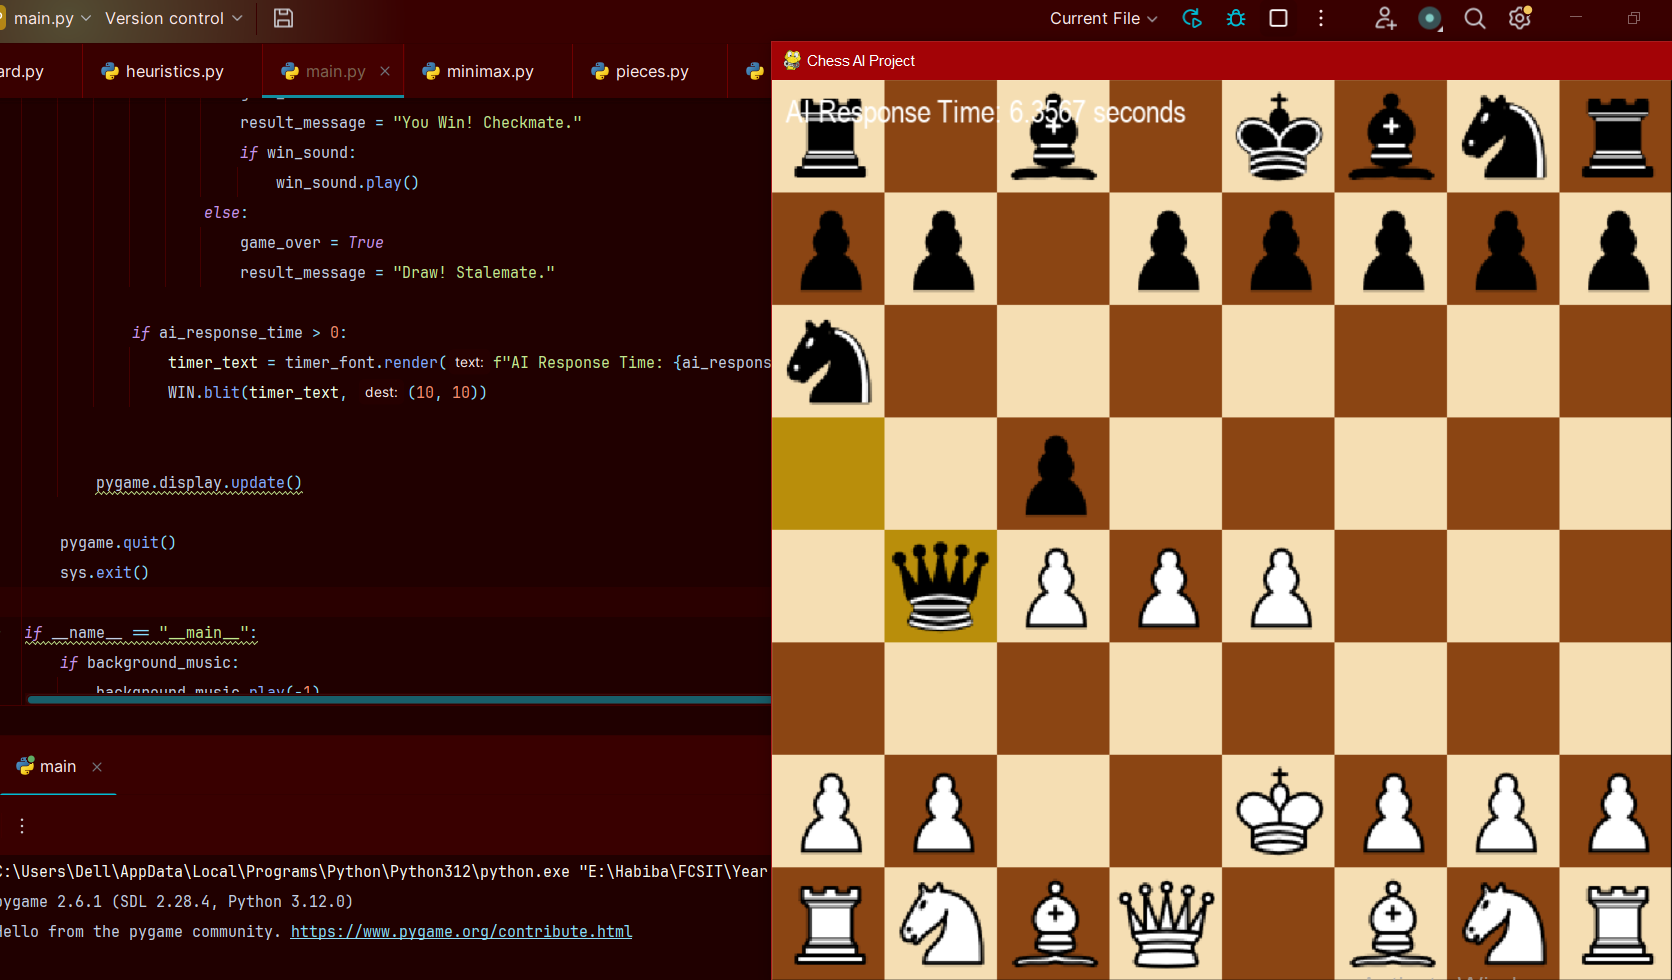 main.py
Version control
Current File
ard.py
heuristics.py
main.py
minimax.py
pieces.py
Chess AI Project
AI Response Time: 6.3567 seconds
result_message = "You Win! Checkmate."
if win_sound:
win_sound.play()
else:
game_over = True
result_message = "Draw! Stalemate."
if ai_response_time > 0:
timer_text = timer_font.render( text: f"AI Response Time: {ai_respons
WIN.blit(timer_text, dest: (10, 10))
pygame.display.update()
pygame.quit()
sys.exit()
if __name__ == "__main__":
if background_music:
background_music.play(-1)
main
C:\Users\Dell\AppData\Local\Programs\Python\Python312\python.exe "E:\Habiba\FCSIT\Year
pygame 2.6.1 (SDL 2.28.4, Python 3.12.0)
Hello from the pygame community. https://www.pygame.org/contribute.html